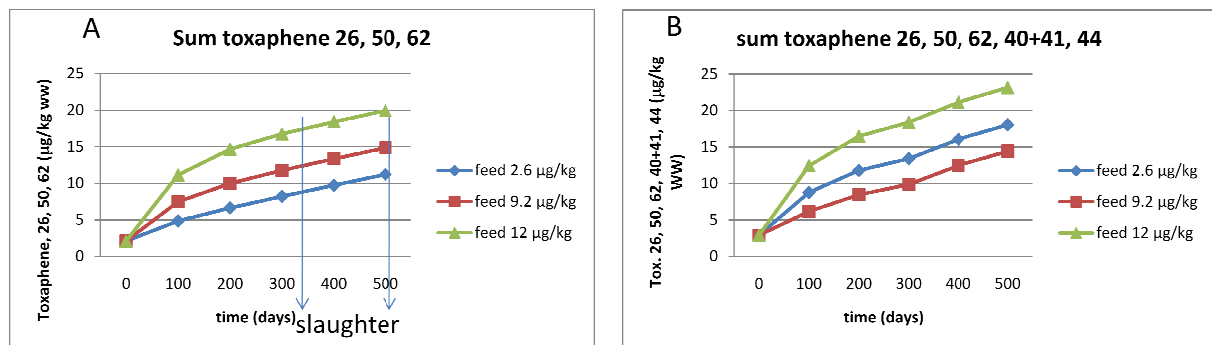 A
Sum toxaphene 26, 50, 62
Toxaphene, 26, 50, 62 (µg/kg ww)
25
20
15
10
5
0
0 100 200 300 400 500
time (days)
slaughter
feed 2.6 µg/kg
feed 9.2 µg/kg
feed 12 µg/kg
B
sum toxaphene 26, 50, 62, 40+41, 44
Tox. 26, 50, 62, 40+41, 44 (µg/kg
WW)
25
20
15
10
5
0
0 100 200 300 400 500
time (days)
feed 2.6 µg/kg
feed 9.2 µg/kg
feed 12 µg/kg